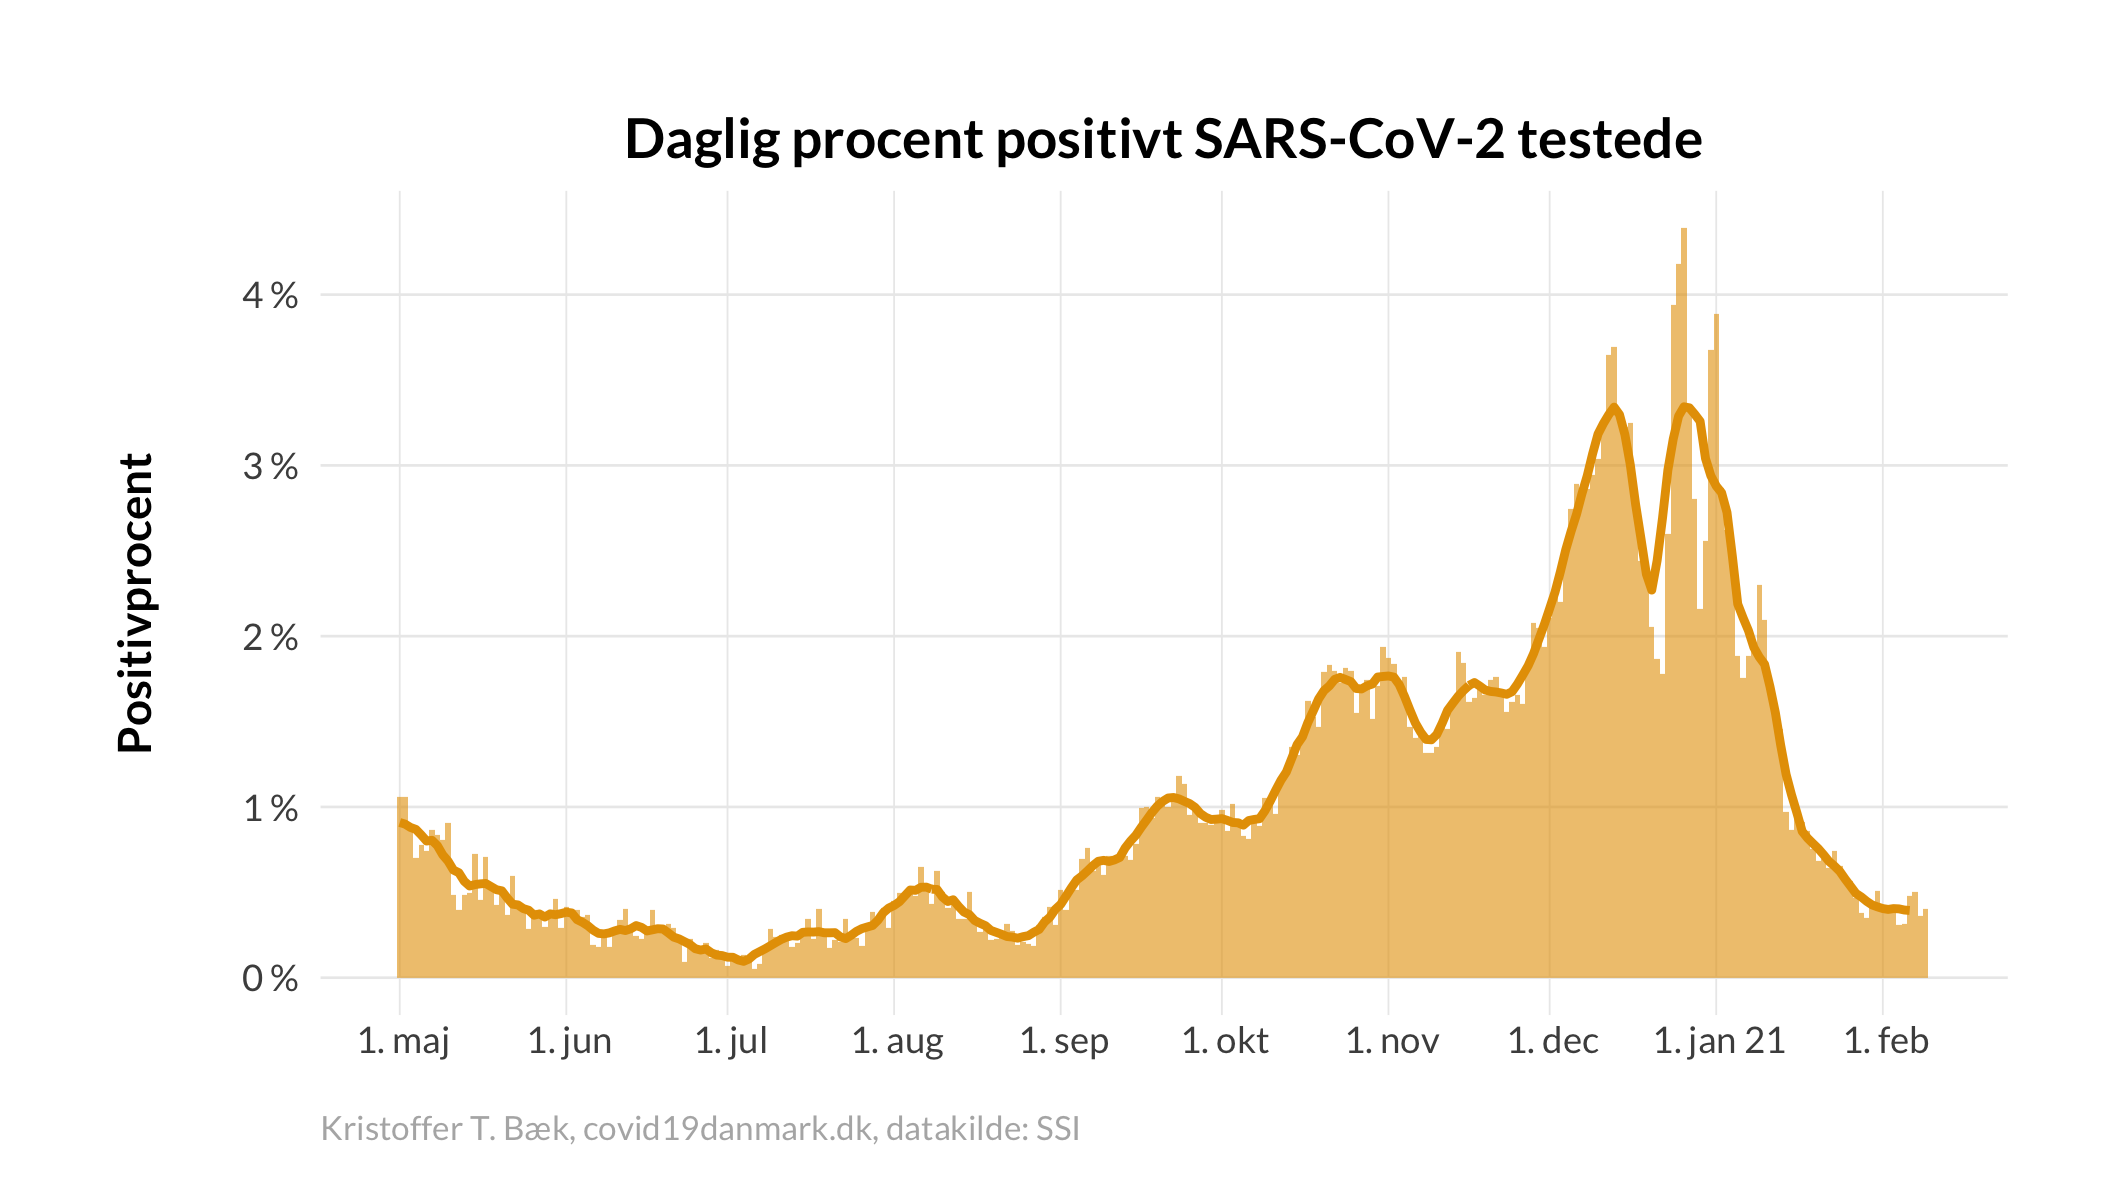 Daglig procent positivt SARS-CoV-2 testede
Positivprocent
4 %
3 %
2 %
1 %
0 %
1. maj
1. jun
1. jul
1. aug
1. sep
1. okt
1. nov
1. dec
1. jan 21
1. feb
Kristoffer T. Bæk, covid19danmark.dk, datakilde: SSI